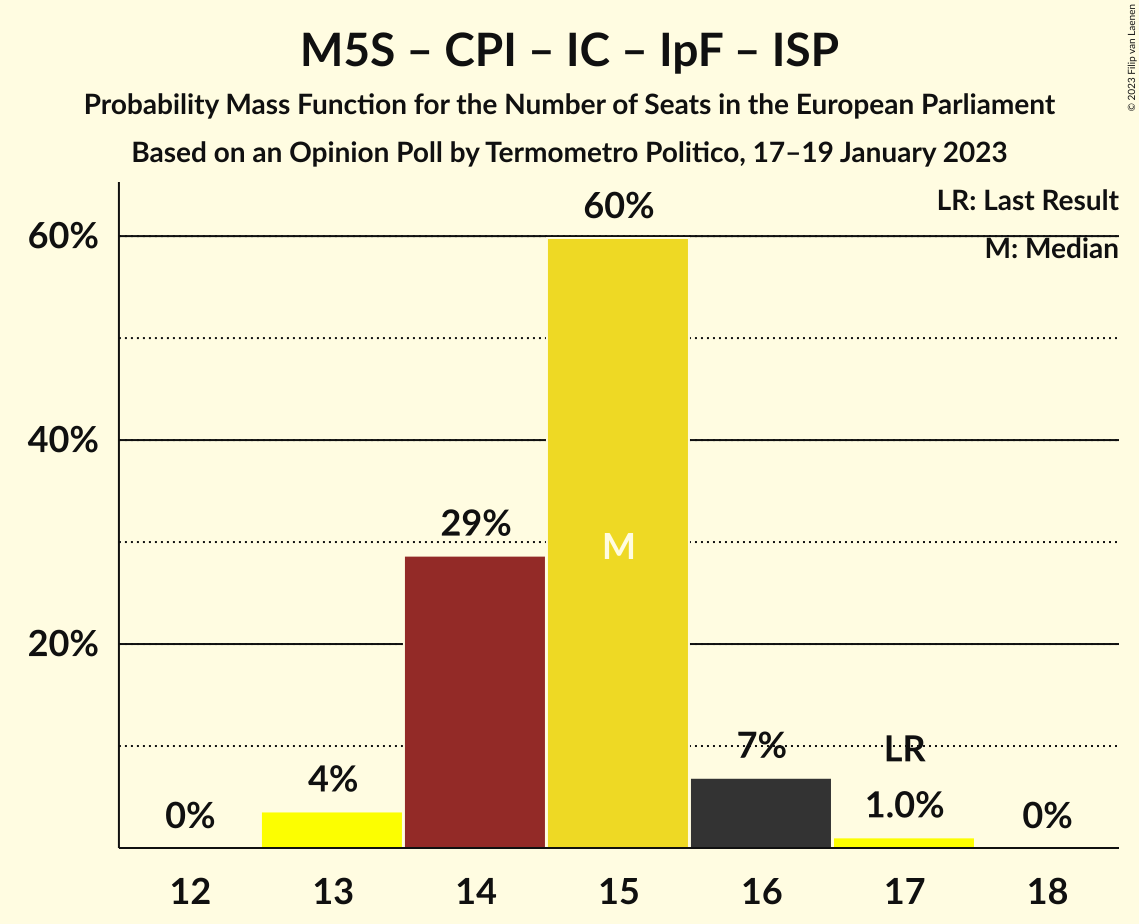 M5S – CPI – IC – IpF – ISP
Probability Mass Function for the Number of Seats in the European Parliament
Based on an Opinion Poll by Termometro Politico, 17–19 January 2023
© 2023 Filip van Laenen
LR: Last Result
M: Median
60%
40%
20%
0%
4%
29%
60%
M
7%
LR
1.0%
0%
12 13 14 15 16 17 18